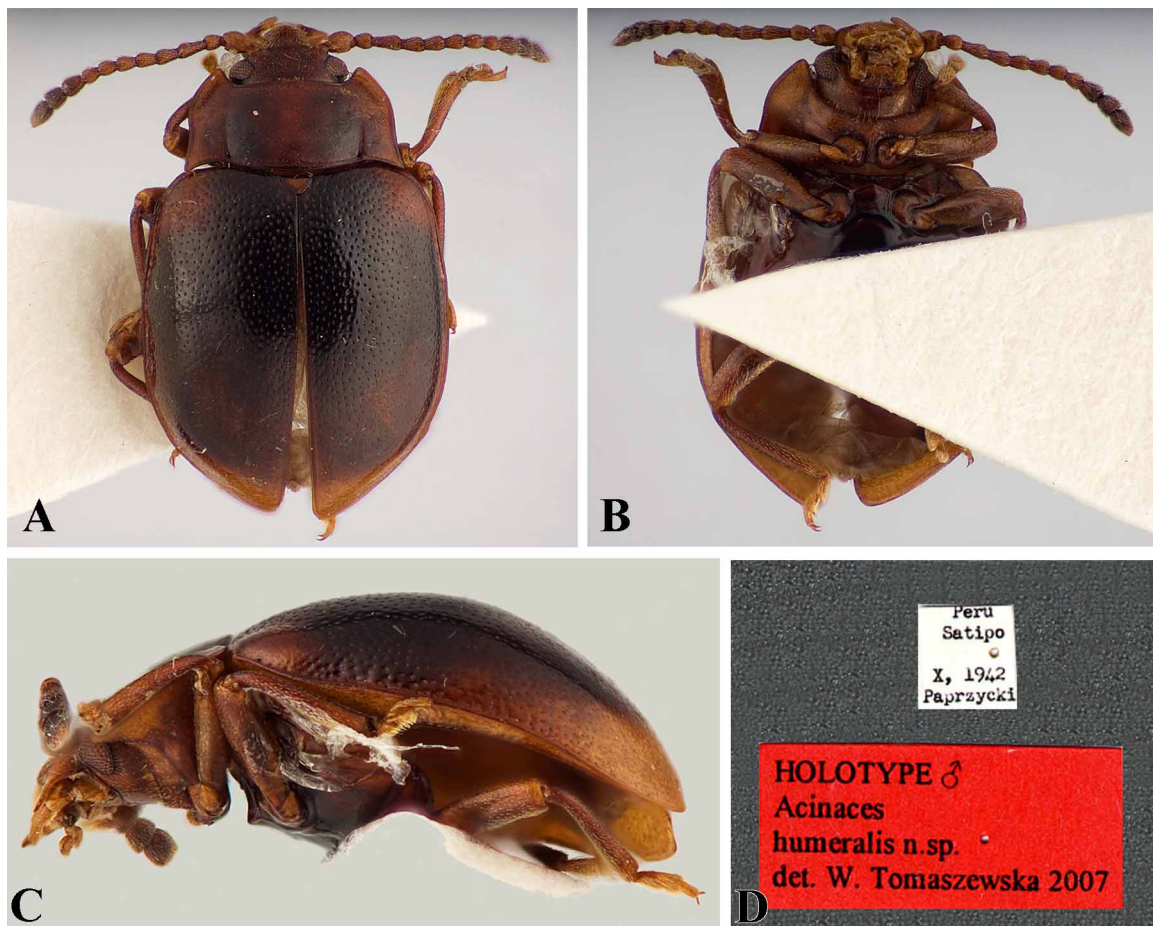 A
B
C
Peru
Satipo
X, 1942
Paprzycki
HOLOTYPE ♂
Acinaces
humeralis n.sp.
det. W. Tomaszewska 2007
D